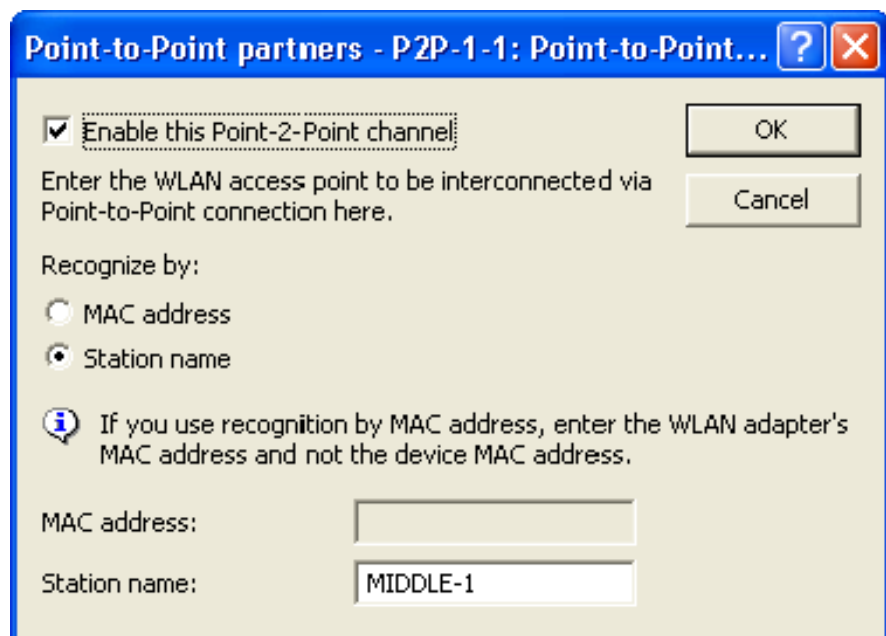 Point-to-Point partners - P2P-1-1: Point-to-Point...
Enable this Point-2-Point channel
OK
Enter the WLAN access point to be interconnected via
Point-to-Point connection here.
Cancel
Recognize by:
MAC address
Station name
If you use recognition by MAC address, enter the WLAN adapter's
MAC address and not the device MAC address.
MAC address:
Station name: MIDDLE-1